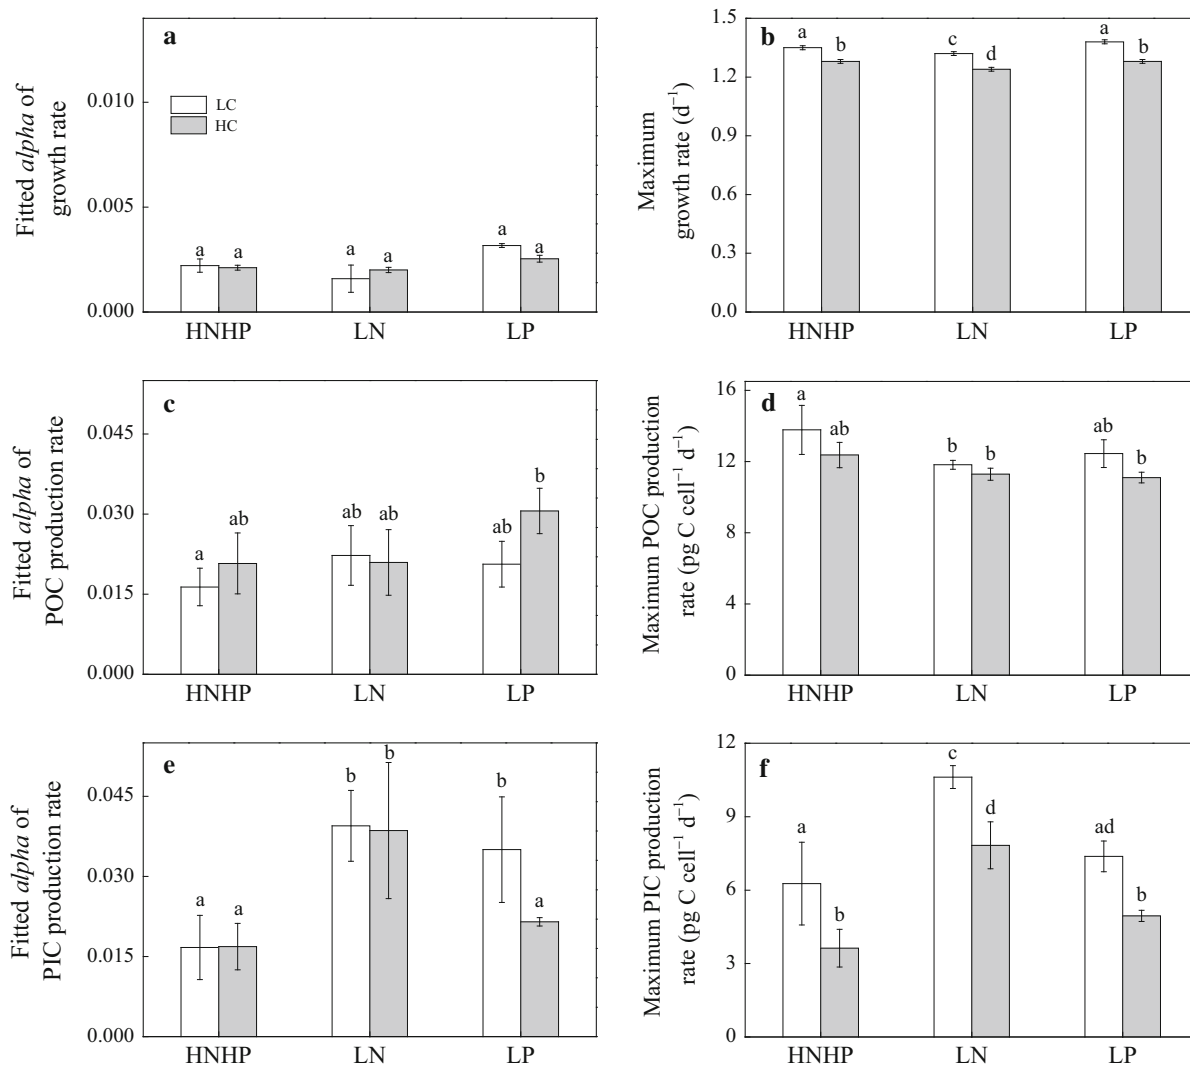 Fitted alpha of
growth rate
a
0.010
0.005
0.000
LC
HC
a
a
a
a
a
a
HNHP
LN
LP
Maximum
growth rate (d⁻¹)
b
1.5
1.2
0.9
0.6
0.3
0.0
a
b
c
d
a
b
HNHP
LN
LP
Fitted alpha of
POC production rate
c
0.045
0.030
0.015
0.000
a
ab
ab
ab
ab
b
HNHP
LN
LP
Maximum POC production
rate (pg C cell⁻¹ d⁻¹)
d
16
12
8
4
0
a
ab
b
b
ab
b
HNHP
LN
LP
Fitted alpha of
PIC production rate
e
0.045
0.030
0.015
0.000
a
a
b
b
b
a
HNHP
LN
LP
Maximum PIC production
rate (pg C cell⁻¹ d⁻¹)
f
12
9
6
3
0
a
b
c
d
ad
b
HNHP
LN
LP